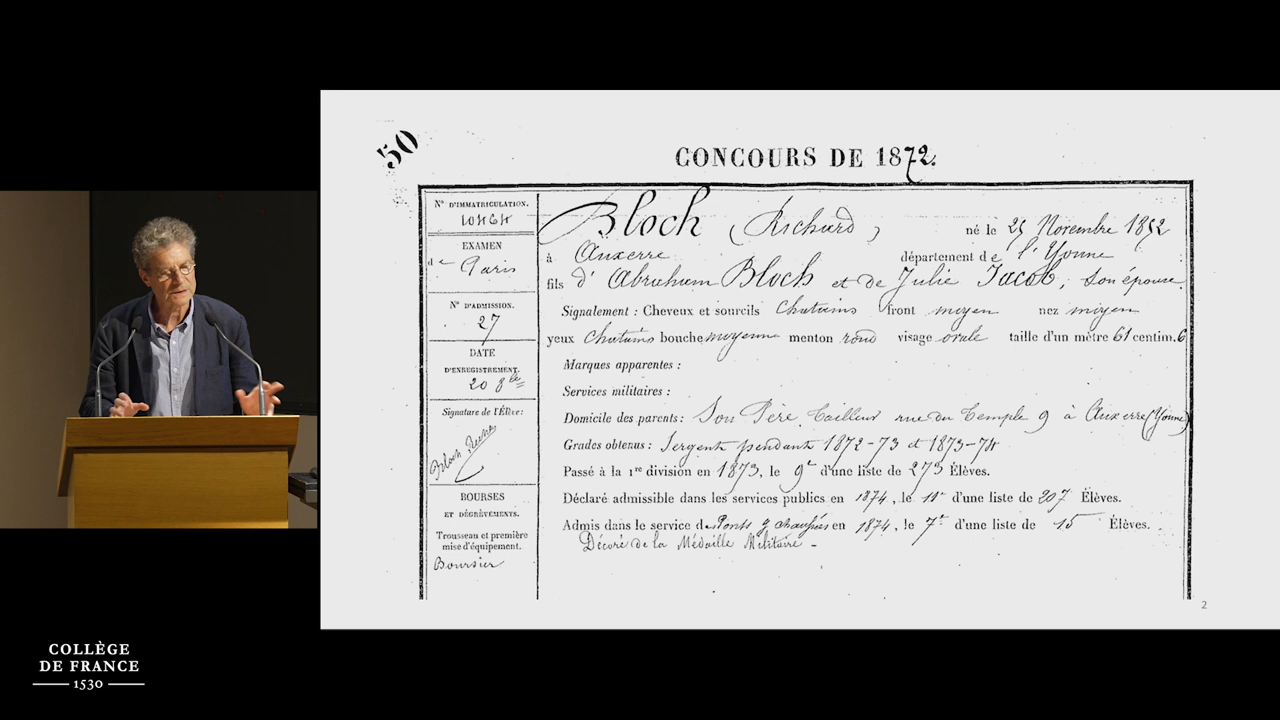 50
CONCOURS DE 1872.
N° D'IMMATRICULATION.
10464
EXAMEN
de Paris
N° D'ADMISSION.
27
DATE
D'ENREGISTREMENT.
20 8bre
Signature de l'Élève:
Bloch
BOURSES
ET DÉGRÈVEMENTS.
Trousseau et première
mise d'équipement.
Boursier
Bloch (Richard) né le 25 Novembre 1852
à Auxerre département de l'Yonne
fils d'Abraham Bloch et de Julie Jacob, son épouse
Signalement: Cheveux et sourcils Chatains front moyen nez moyen
yeux Chatains bouche moyenne menton rond visage ovale taille d'un mètre 61 centim. 6
Marques apparentes:
Services militaires:
Domicile des parents: Son Père Tailleur rue du Temple 9 à Auxerre (Yonne)
Grades obtenus: Sergent pendant 1872-73 et 1873-74
Passé à la 1re division en 1873, le 9e d'une liste de 273 Élèves.
Déclaré admissible dans les services publics en 1874, le 11e d'une liste de 207 Élèves.
Admis dans le service des Ponts & chaussées en 1874, le 7e d'une liste de 15 Élèves.
Décoré de la Médaille Militaire -
2
COLLÈGE
DE FRANCE
1530